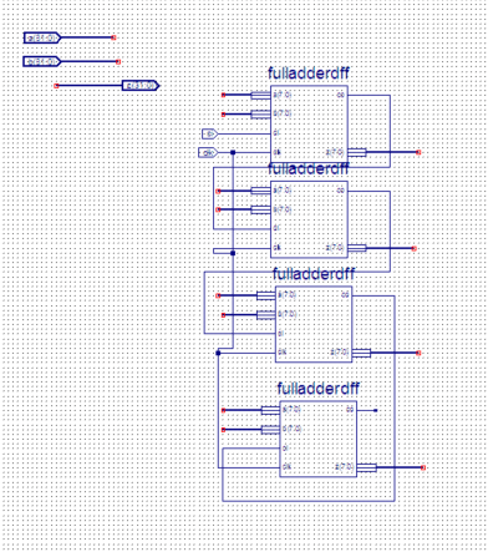 a(31:0)
b(31:0)
z(31:0)
fulladderdff
a(7:0)
co
b(7:0)
ci
ci
clk
clk
z(7:0)
fulladderdff
a(7:0)
co
b(7:0)
ci
clk
z(7:0)
fulladderdff
a(7:0)
co
b(7:0)
ci
clk
z(7:0)
fulladderdff
a(7:0)
co
b(7:0)
ci
clk
z(7:0)